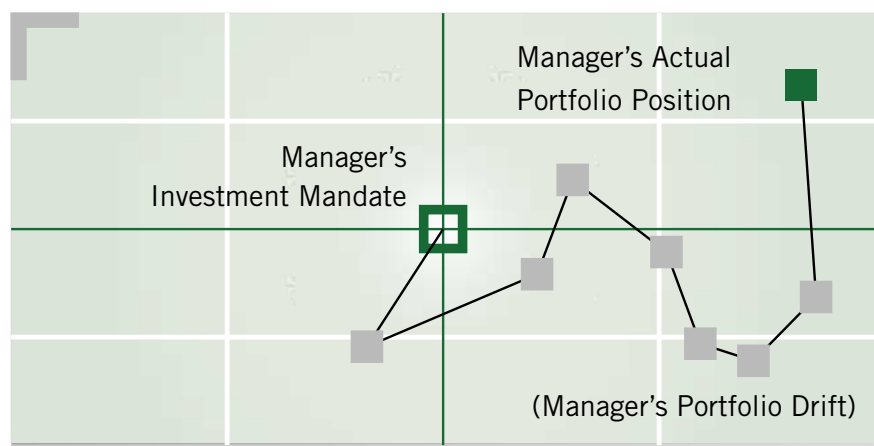 Manager’s Actual
Portfolio Position
Manager’s
Investment Mandate
(Manager’s Portfolio Drift)